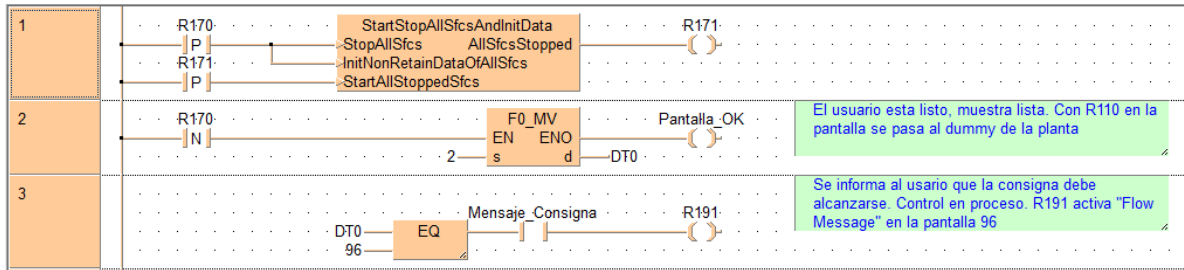 1
R170
P
StartStopAllSfcsAndInitData
StopAllSfcs AllSfcsStopped
R171
InitNonRetainDataOfAllSfcs
R171
P
StartAllStoppedSfcs
2
R170
N
F0_MV
EN ENO
2 s d DT0
Pantalla_OK
El usuario esta listo, muestra lista. Con R110 en la
pantalla se pasa al dummy de la planta
3
DT0 EQ
96
Mensaje_Consigna
R191
Se informa al usario que la consigna debe
alcanzarse. Control en proceso. R191 activa "Flow
Message" en la pantalla 96